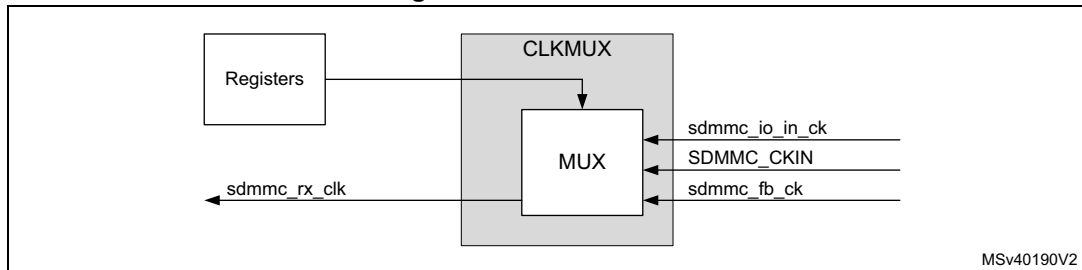 CLKMUX
Registers
sdmmc_io_in_ck
SDMMC_CKIN
MUX
sdmmc_rx_clk
sdmmc_fb_ck
MSv40190V2